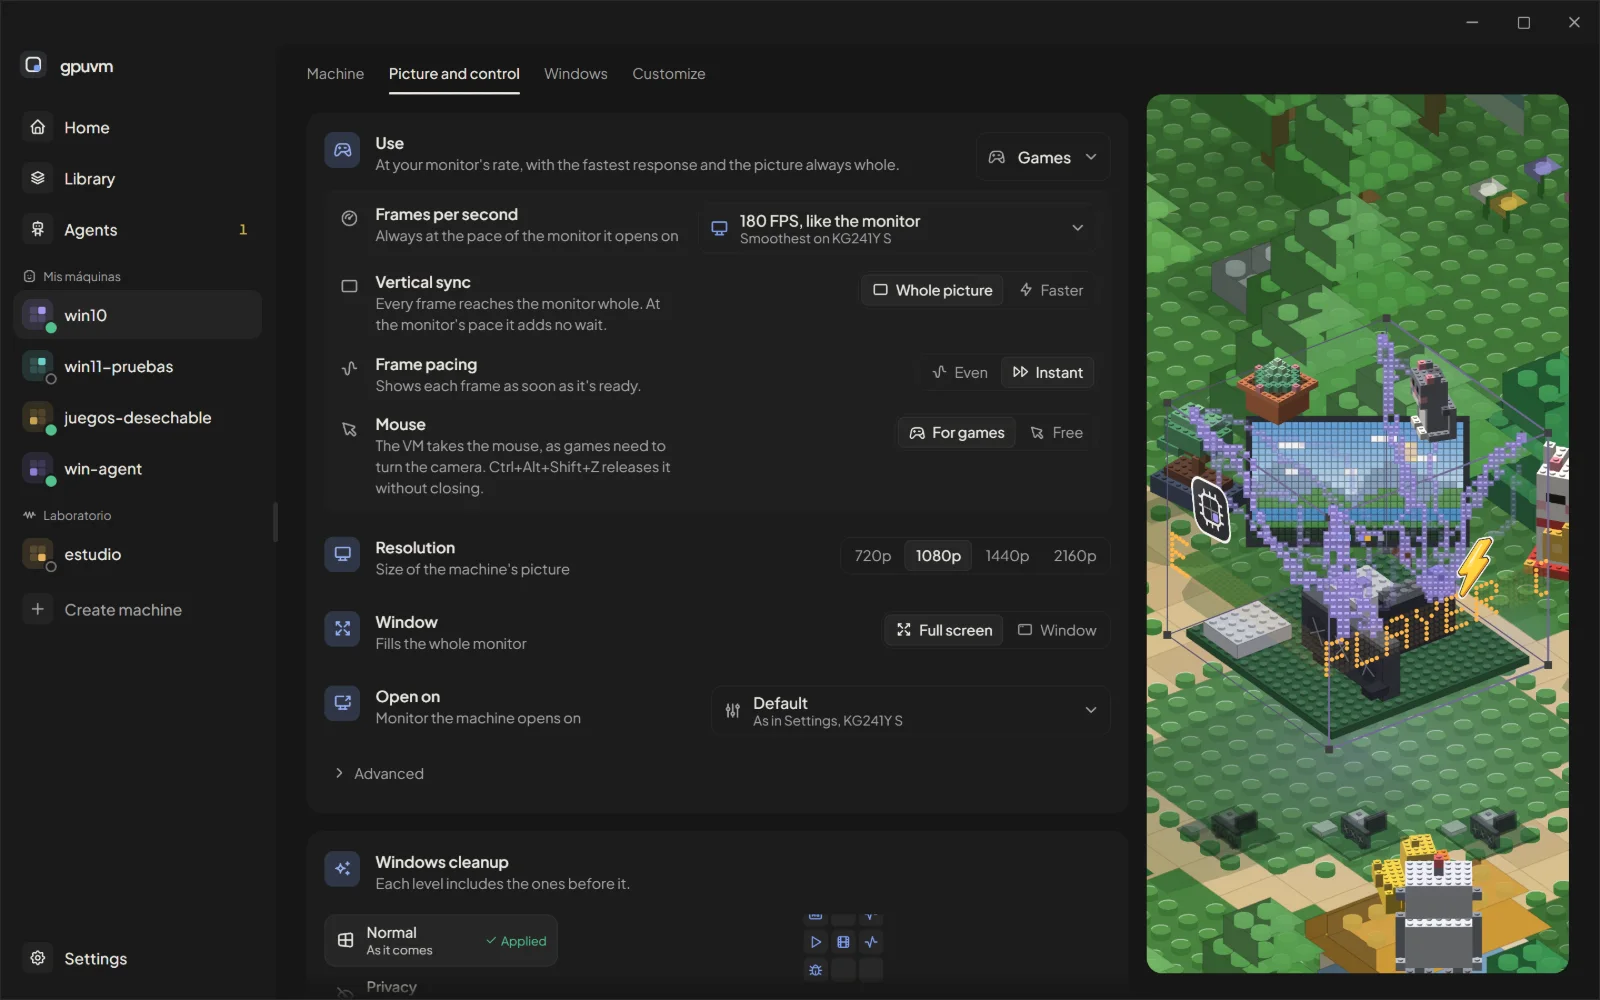 gpuvm
Home
Library
Agents
1
Mis máquinas
win10
win11-pruebas
juegos-desechable
win-agent
Laboratorio
estudio
Create machine
Settings
Machine
Picture and control
Windows
Customize
Use
At your monitor's rate, with the fastest response and the picture always whole.
Games
Frames per second
Always at the pace of the monitor it opens on
180 FPS, like the monitor
Smoothest on KG241Y S
Vertical sync
Every frame reaches the monitor whole. At
the monitor's pace it adds no wait.
Whole picture
Faster
Frame pacing
Shows each frame as soon as it's ready.
Even
Instant
Mouse
The VM takes the mouse, as games need to
turn the camera. Ctrl+Alt+Shift+Z releases it
without closing.
For games
Free
Resolution
Size of the machine's picture
720p
1080p
1440p
2160p
Window
Fills the whole monitor
Full screen
Window
Open on
Monitor the machine opens on
Default
As in Settings, KG241Y S
Advanced
Windows cleanup
Each level includes the ones before it.
Normal
As it comes
Applied
Privacy
PLAYER